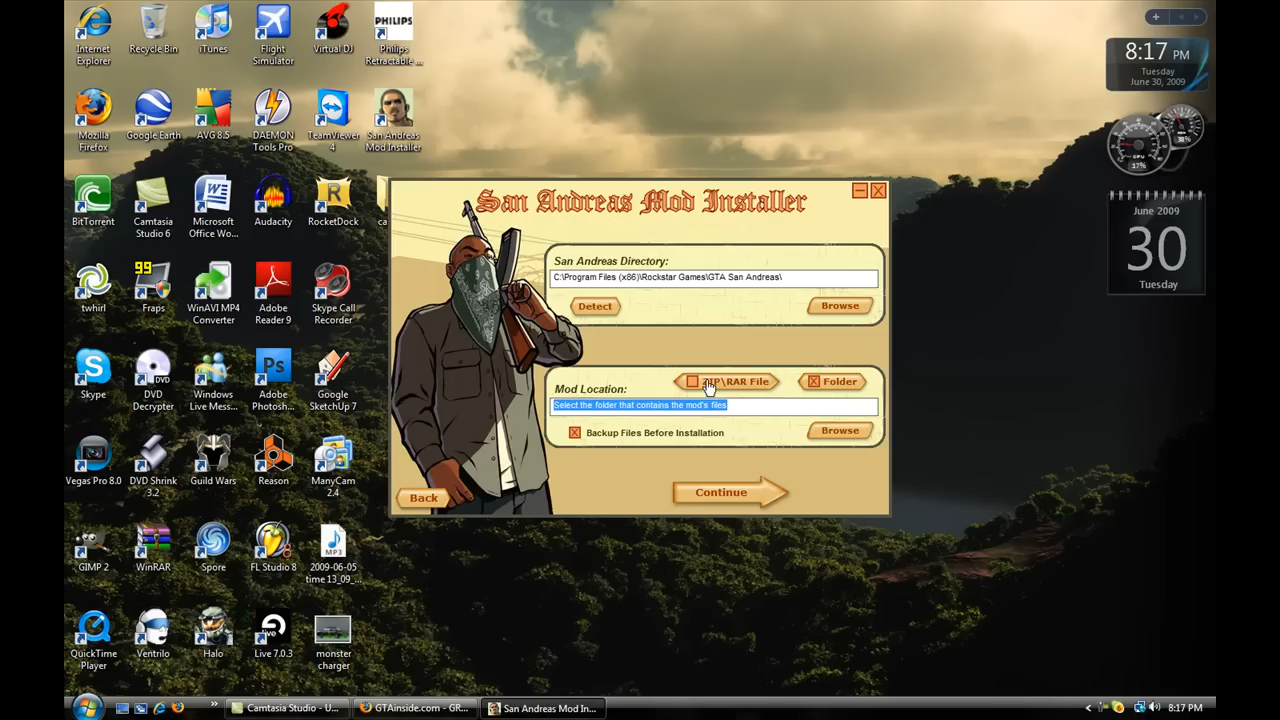 Internet
Explorer
Recycle Bin
iTunes
Flight
Simulator
Virtual DJ
PHILIPS
Philips
Retractable ...
Mozilla
Firefox
Google Earth
AVG 8.5
DAEMON
Tools Pro
TeamViewer
4
San Andreas
Mod Installer
BitTorrent
Camtasia
Studio 6
Microsoft
Office Wo...
Audacity
RocketDock
ca
twhirl
99
Fraps
WinAVI MP4
Converter
Adobe
Reader 9
Skype Call
Recorder
Skype
DVD
DVD
Decrypter
Windows
Live Mess...
Ps
Adobe
Photosh...
Google
SketchUp 7
Vegas Pro 8.0
DVD Shrink
3.2
Guild Wars
Reason
ManyCam
2.4
GIMP 2
WinRAR
Spore
FL Studio 8
MP3
2009-06-05
time 13_09_...
QuickTime
Player
Ventrilo
Halo
live
Live 7.0.3
monster
charger
San Andreas Mod Installer
San Andreas Directory:
C:\Program Files (x86)\Rockstar Games\GTA San Andreas\
Detect
Browse
Mod Location:
\RAR File
Folder
Select the folder that contains the mod's files
Backup Files Before Installation
Browse
Back
Continue
8:17 PM
Tuesday
June 30, 2009
CPU
17%
38%
June 2009
30
Tuesday
Camtasia Studio - U...
GTAinside.com - GR...
San Andreas Mod In...
8:17 PM